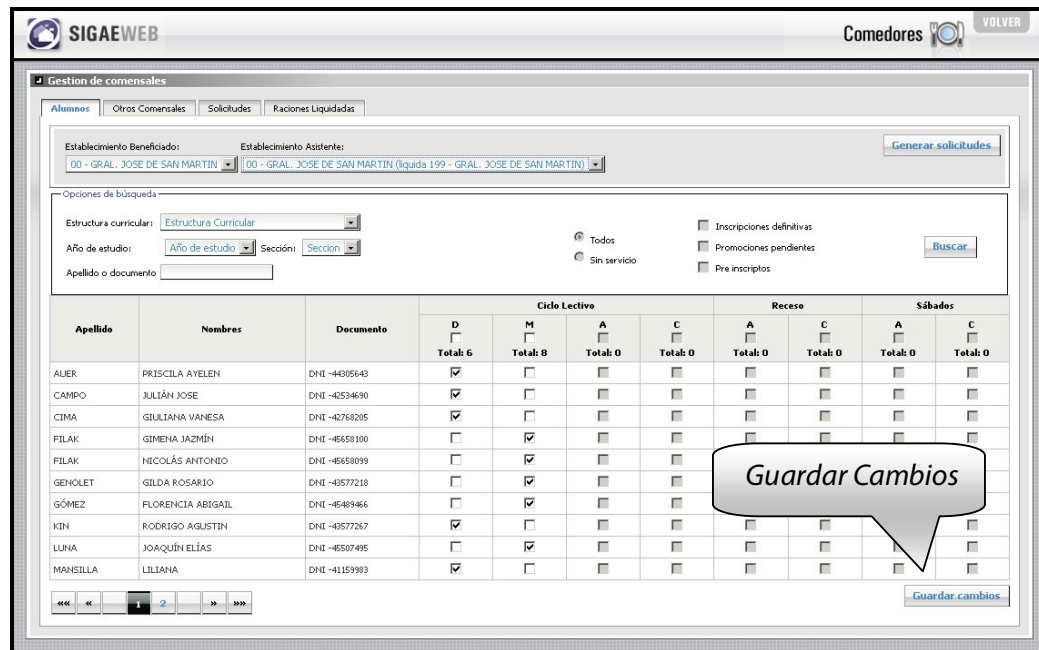 SIGAEWEB
Comedores
VOLVER
Gestion de comensales
Alumnos Otros Comensales Solicitudes Raciones Liquidadas
Establecimiento Beneficiado: Establecimiento Asistente:
Generar solicitudes
00 - GRAL. JOSE DE SAN MARTIN 00 - GRAL. JOSE DE SAN MARTIN (liquida 199 - GRAL. JOSE DE SAN MARTIN)
Opciones de búsqueda
Estructura curricular: Estructura Curricular
Año de estudio: Año de estudio Sección: Seccion
Apellido o documento
Todos
Sin servicio
Inscripciones definitivas
Promociones pendientes
Pre inscriptos
Buscar
Ciclo Lectivo Receso Sábados
Apellido Nombres Documento D M A C A C A C
Total: 6 Total: 8 Total: 0 Total: 0 Total: 0 Total: 0 Total: 0 Total: 0
AUER PRISCILA AYELEN DNI -44305643
CAMPO JULIÁN JOSE DNI -42534690
CIMA GIULIANA VANESA DNI -42768205
FILAK GIMENA JAZMÍN DNI -45658100
FILAK NICOLÁS ANTONIO DNI -45658099
GENOLET GILDA ROSARIO DNI -43577218
GÓMEZ FLORENCIA ABIGAIL DNI -45489466
KIN RODRIGO AGUSTIN DNI -43577267
LUNA JOAQUÍN ELÍAS DNI -45507495
MANSILLA LILIANA DNI -41159983
Guardar Cambios
«« « 1 2 » »»
Guardar cambios